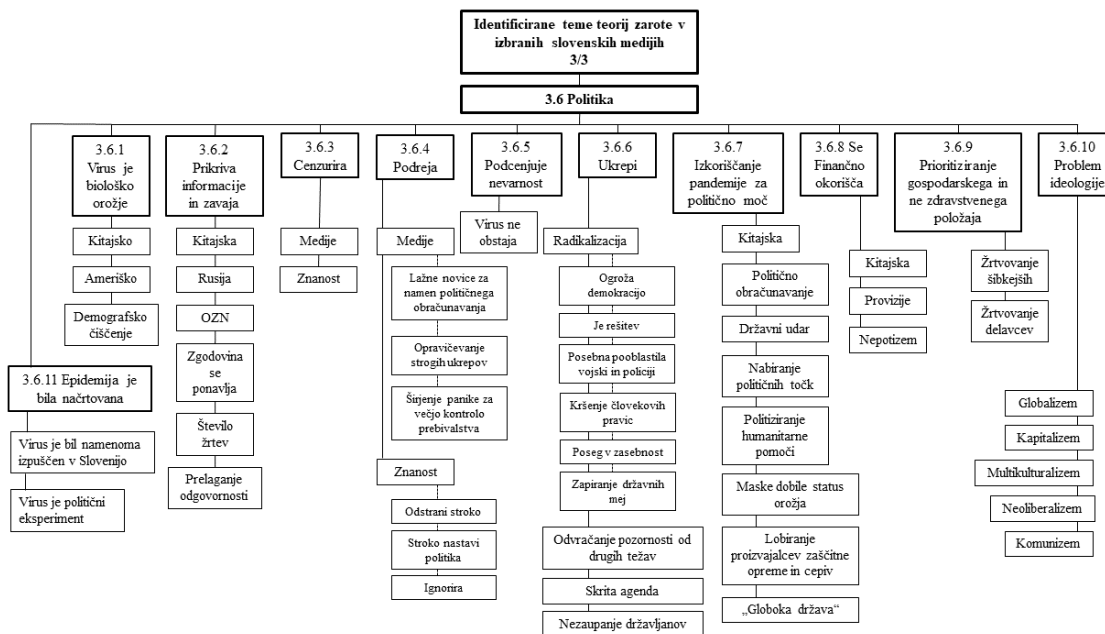 Identificirane teme teorij zarote v
izbranih slovenskih medijih
3/3
3.6 Politika
3.6.1
Virus je
biološko
orožje
Kitajsko
Ameriško
Demografsko
čiščenje
3.6.2
Prikriva
informacije
in zavaja
Kitajska
Rusija
OZN
Zgodovina
se
ponavlja
Število
žrtev
Prelaganje
odgovornosti
3.6.3
Cenzurira
Medije
Znanost
3.6.4
Podreja
Medije
Lažne novice za
namen političnega
obračunavanja
Opravičevanje
strogih ukrepov
Širjenje panike za
večjo kontrolo
prebivalstva
Znanost
Odstrani stroko
Stroko nastavi
politika
Ignorira
3.6.5
Podcenjuje
nevarnost
Virus ne
obstaja
3.6.6
Ukrepi
Radikalizacija
Ogroža
demokracijo
Je rešitev
Posebna pooblastila
vojski in policiji
Kršenje človekovih
pravic
Poseg v zasebnost
Zapiranje državnih
mej
Odvračanje pozornosti od
drugih težav
Skrita agenda
Nezaupanje državljanov
3.6.7
Izkoriščanje
pandemije za
politično moč
Kitajska
Politično
obračunavanje
Državni udar
Nabiranje
političnih točk
Politiziranje
humanitarne
pomoči
Maske dobile status
orožja
Lobiranje
proizvajalcev zaščitne
opreme in cepiv
„Globoka država“
3.6.8 Se
Finančno
okorišča
Kitajska
Provizije
Nepotizem
3.6.9
Prioritiziranje
gospodarskega in
ne zdravstvenega
položaja
Žrtvovanje
šibkejših
Žrtvovanje
delavcev
3.6.10
Problem
ideologije
Globalizem
Kapitalizem
Multikulturalizem
Neoliberalizem
Komunizem
3.6.11 Epidemija je
bila načrtovana
Virus je bil namenoma
izpuščen v Slovenijo
Virus je politični
eksperiment